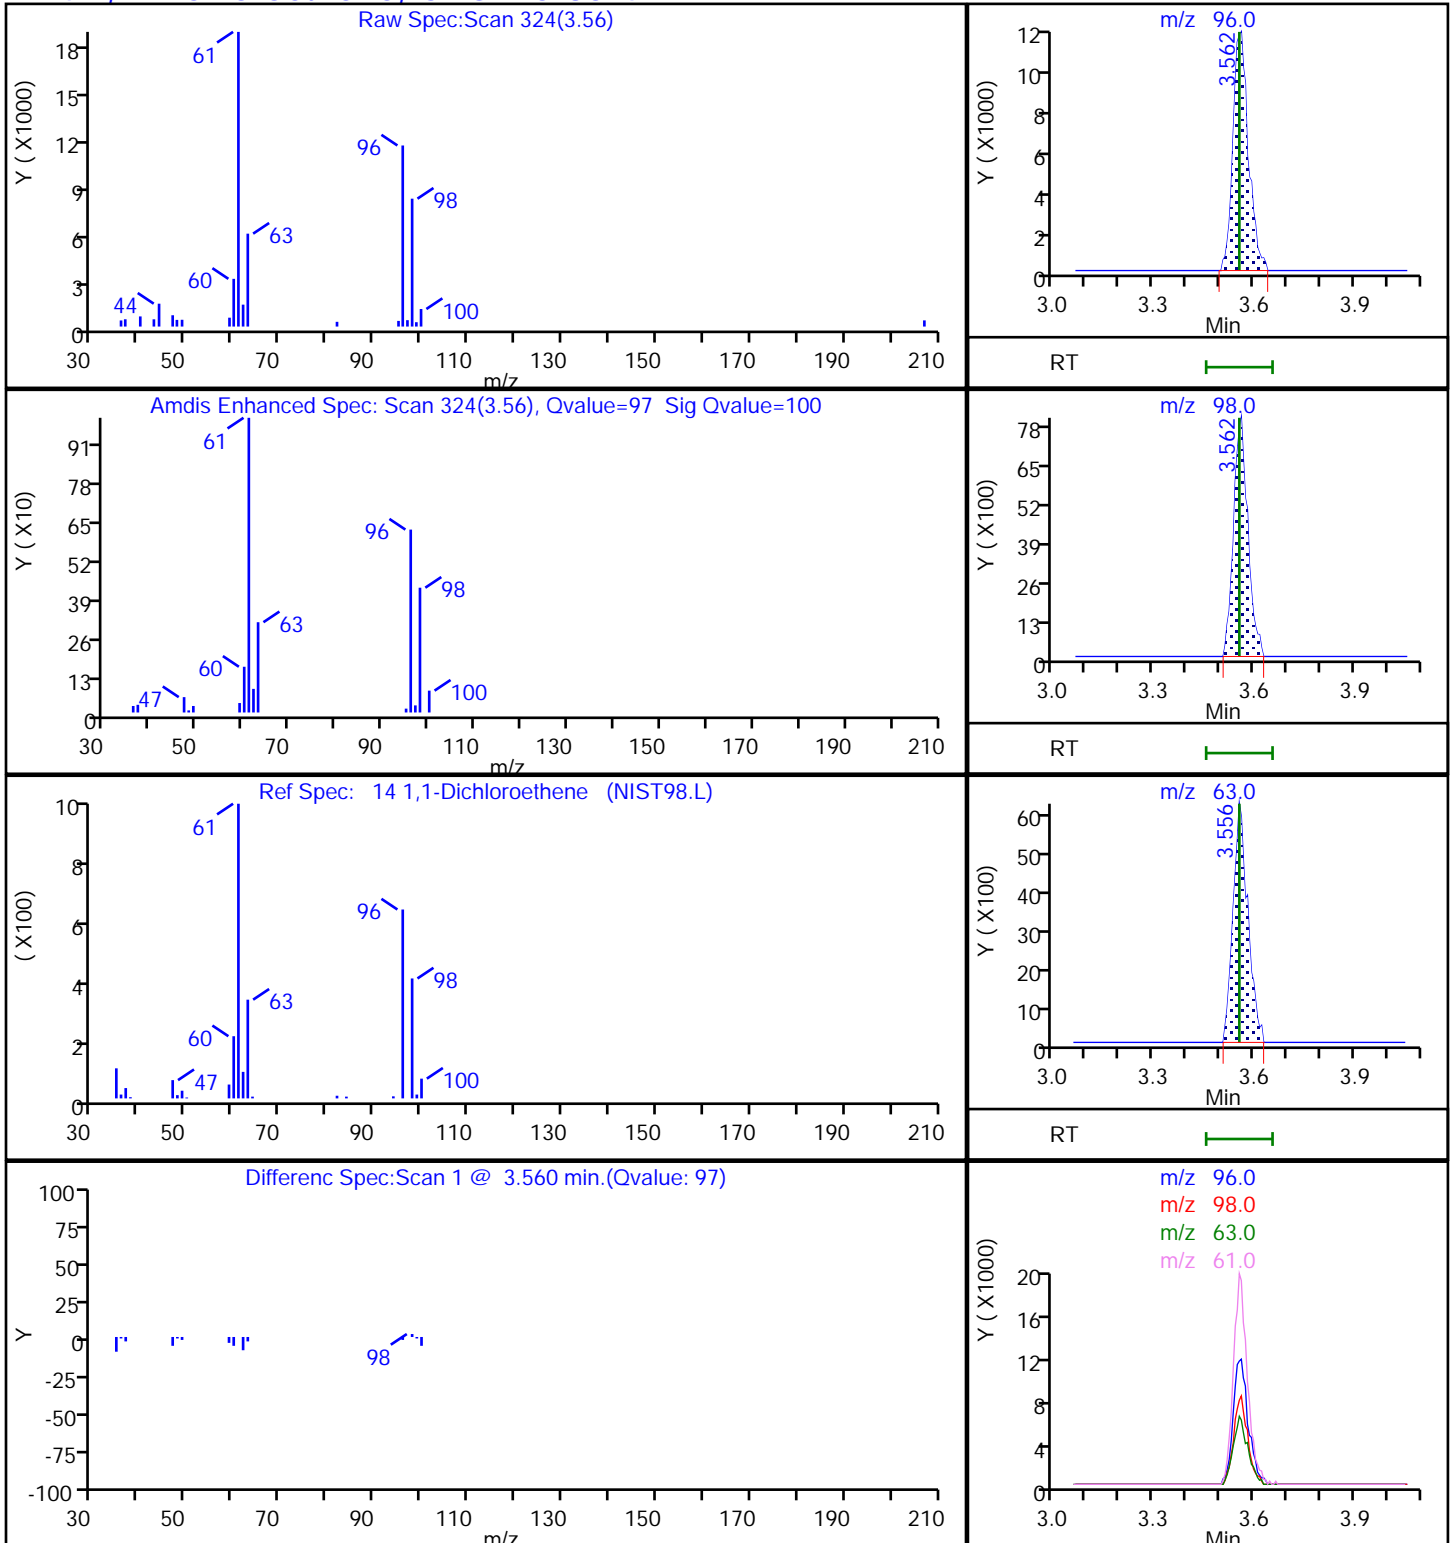 Raw Spec:Scan 324(3.56)
Y ( X1000)
18
15
12
9
6
3
0
61
96
98
63
60
44
100
30 50 70 90 110 130 150 170 190 210
m/z
m/z 96.0
Y ( X1000)
12
10
8
6
4
2
0
3.562
3.0 3.3 3.6 3.9
Min
RT
Amdis Enhanced Spec: Scan 324(3.56), Qvalue=97 Sig Qvalue=100
Y ( X10)
91
78
65
52
39
26
13
0
61
96
98
63
60
47
100
30 50 70 90 110 130 150 170 190 210
m/z
m/z 98.0
Y ( X100)
78
65
52
39
26
13
0
3.562
3.0 3.3 3.6 3.9
Min
RT
Ref Spec: 14 1,1-Dichloroethene (NIST98.L)
( X100)
10
8
6
4
2
0
61
96
98
63
60
47
100
30 50 70 90 110 130 150 170 190 210
m/z 63.0
Y ( X100)
60
50
40
30
20
10
0
3.556
3.0 3.3 3.6 3.9
Min
RT
Differenc Spec:Scan 1 @ 3.560 min.(Qvalue: 97)
Y
100
75
50
25
0
-25
-50
-75
-100
98
30 50 70 90 110 130 150 170 190 210
m/z
m/z 96.0
m/z 98.0
m/z 63.0
m/z 61.0
Y ( X1000)
20
16
12
8
4
0
3.0 3.3 3.6 3.9
Min